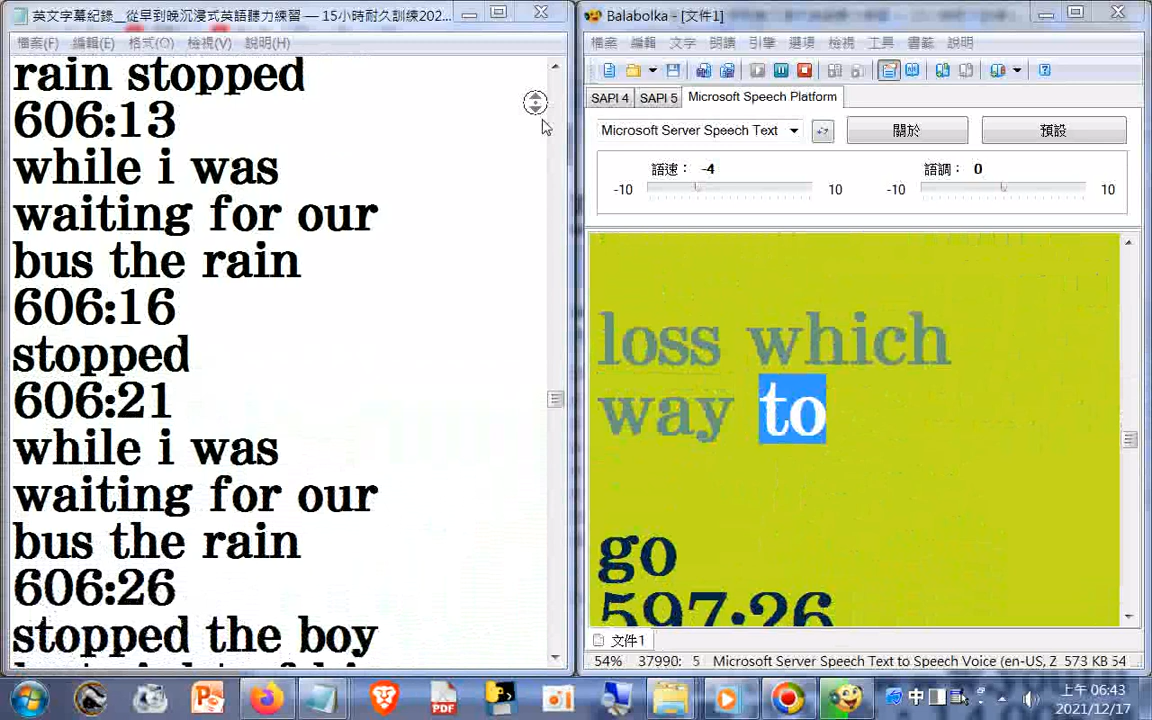 英文字幕紀錄__從早到晚沉浸式英語聽力練習 — 15小時耐久訓練202...
檔案(F) 編輯(E) 格式(O) 檢視(V) 說明(H)
rain stopped
606:13
while i was
waiting for our
bus the rain
606:16
stopped
606:21
while i was
waiting for our
bus the rain
606:26
stopped the boy
Balabolka - [文件1]
檔案 編輯 文字 朗讀 引擎 選項 檢視 工具 書籤 說明
SAPI 4 SAPI 5 Microsoft Speech Platform
Microsoft Server Speech Text 關於 預設
語速： -4 語調： 0
-10 10 -10 10
loss which
way to
go
597:26
文件1
54% 37990: 5 Microsoft Server Speech Text to Speech Voice (en-US, Z 573 KB 54
PDF 中 上午 06:43
2021/12/17